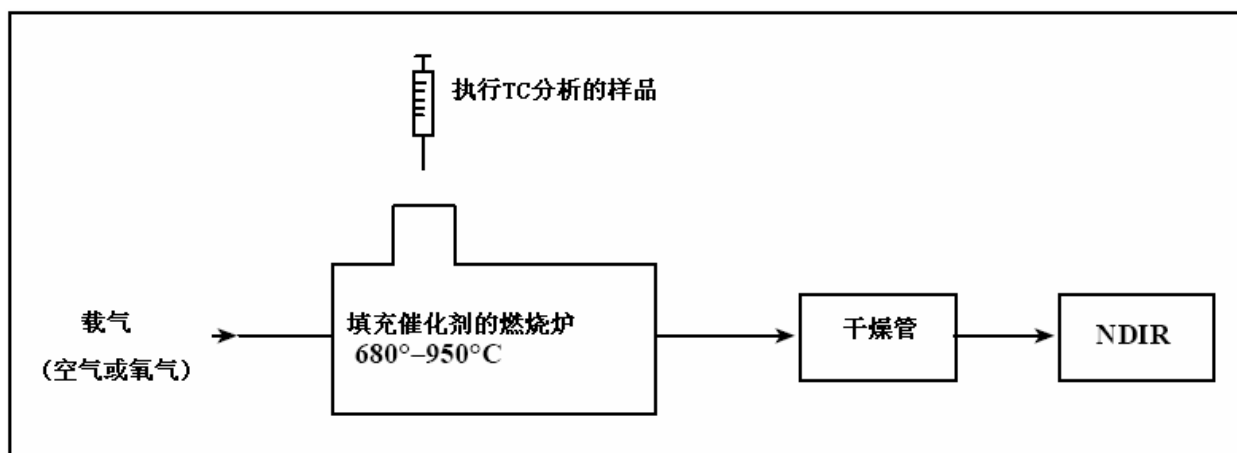 执行TC分析的样品
载气
(空气或氧气)
填充催化剂的燃烧炉
680°–950°C
干燥管
NDIR